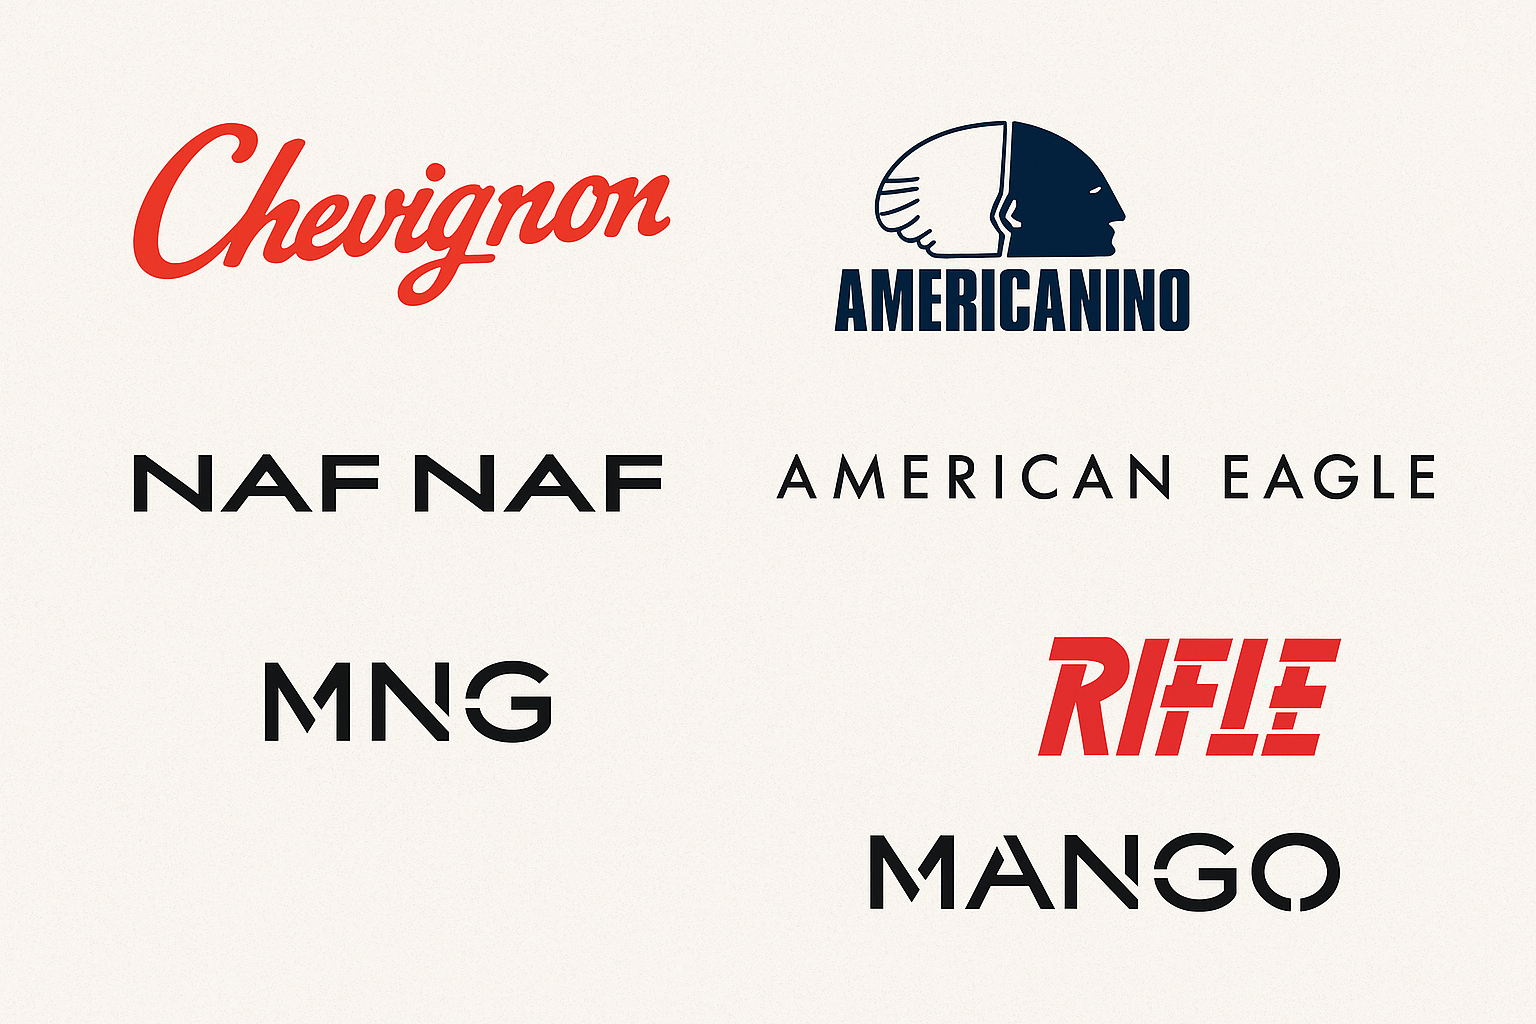 Chevignon
AMERICANINO
NAF NAF
AMERICAN EAGLE
MNG
RIFLE
MANGO